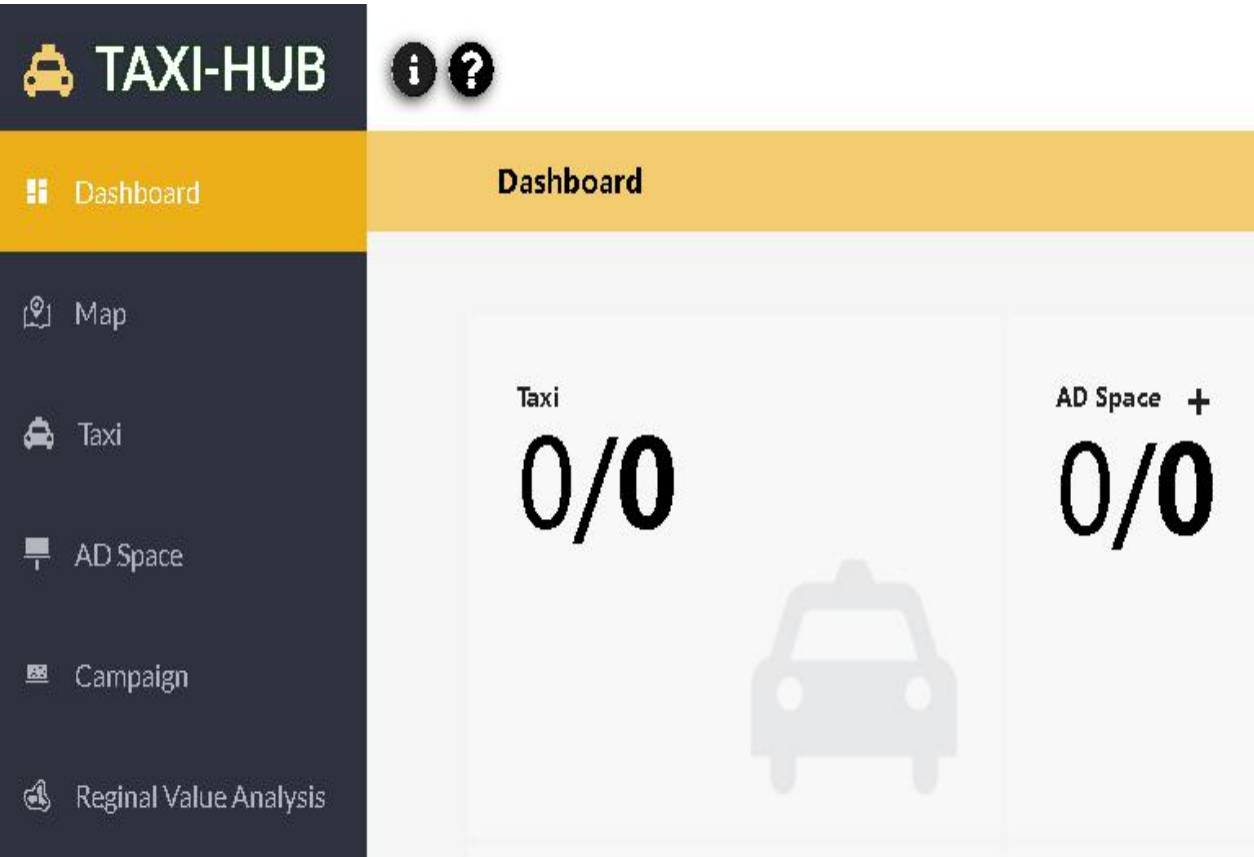 TAXI-HUB
Dashboard
Dashboard
Map
Taxi
AD Space
Campaign
Reginal Value Analysis
Taxi
0/0
AD Space +
0/0